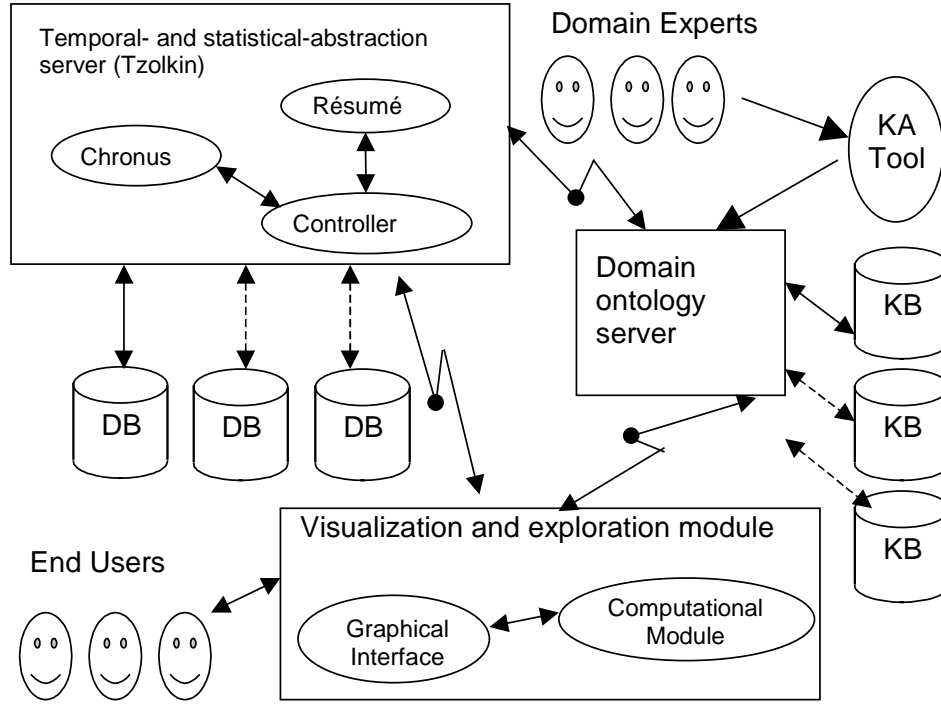 Temporal- and statistical-abstraction
server (Tzolkin)
Résumé
Chronus
Controller
Domain Experts
KA
Tool
Domain
ontology
server
KB
KB
KB
DB
DB
DB
Visualization and exploration module
End Users
Graphical
Interface
Computational
Module